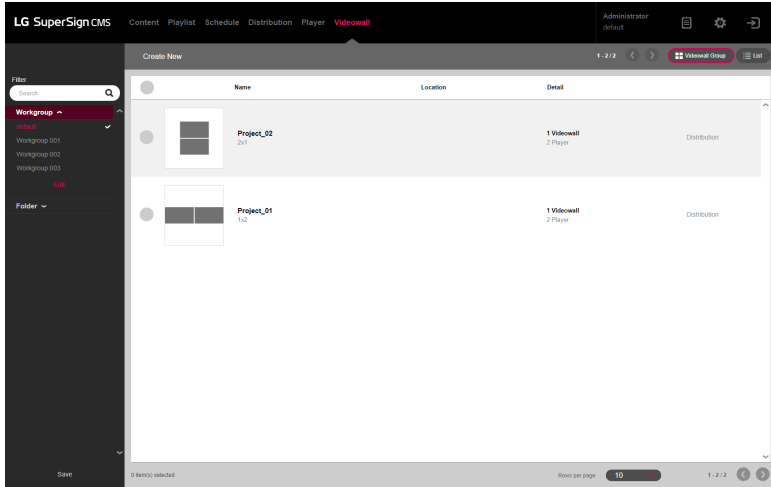 LG SuperSign CMS
Content Playlist Schedule Distribution Player Videowall
Administrator
default
Create New
1 - 2 / 2
Videowall Group
List
Filter
Search
Workgroup
default
Workgroup 001
Workgroup 002
Workgroup 003
Edit
Folder
Save
Name Location Detail
Project_02
2x1
1 Videowall
2 Player
Distribution
Project_01
1x2
1 Videowall
2 Player
Distribution
0 item(s) selected
Rows per page
10
1 - 2 / 2